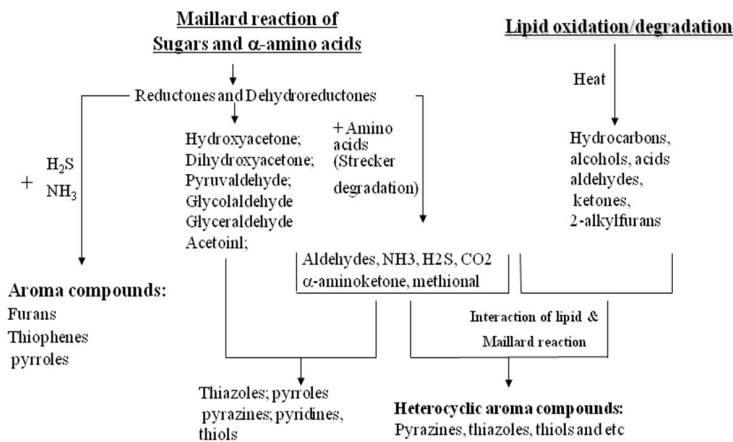 Maillard reaction of
Sugars and α-amino acids
Lipid oxidation/degradation
Heat
Reductones and Dehydroreductones
+
H2S
NH3
Hydroxyacetone;
Dihydroxyacetone;
Pyruvaldehyde;
Glycolaldehyde
Glyceraldehyde
Acetoinl;
+Amino
acids
(Strecker
degradation)
Hydrocarbons,
alcohols, acids
aldehydes,
ketones,
2-alkylfurans
Aldehydes, NH3, H2S, CO2
α-aminoketone, methional
Aroma compounds:
Furans
Thiophenes
pyrroles
Interaction of lipid &
Maillard reaction
Thiazoles; pyrroles
pyrazines; pyridines,
thiols
Heterocyclic aroma compounds:
Pyrazines, thiazoles, thiols and etc